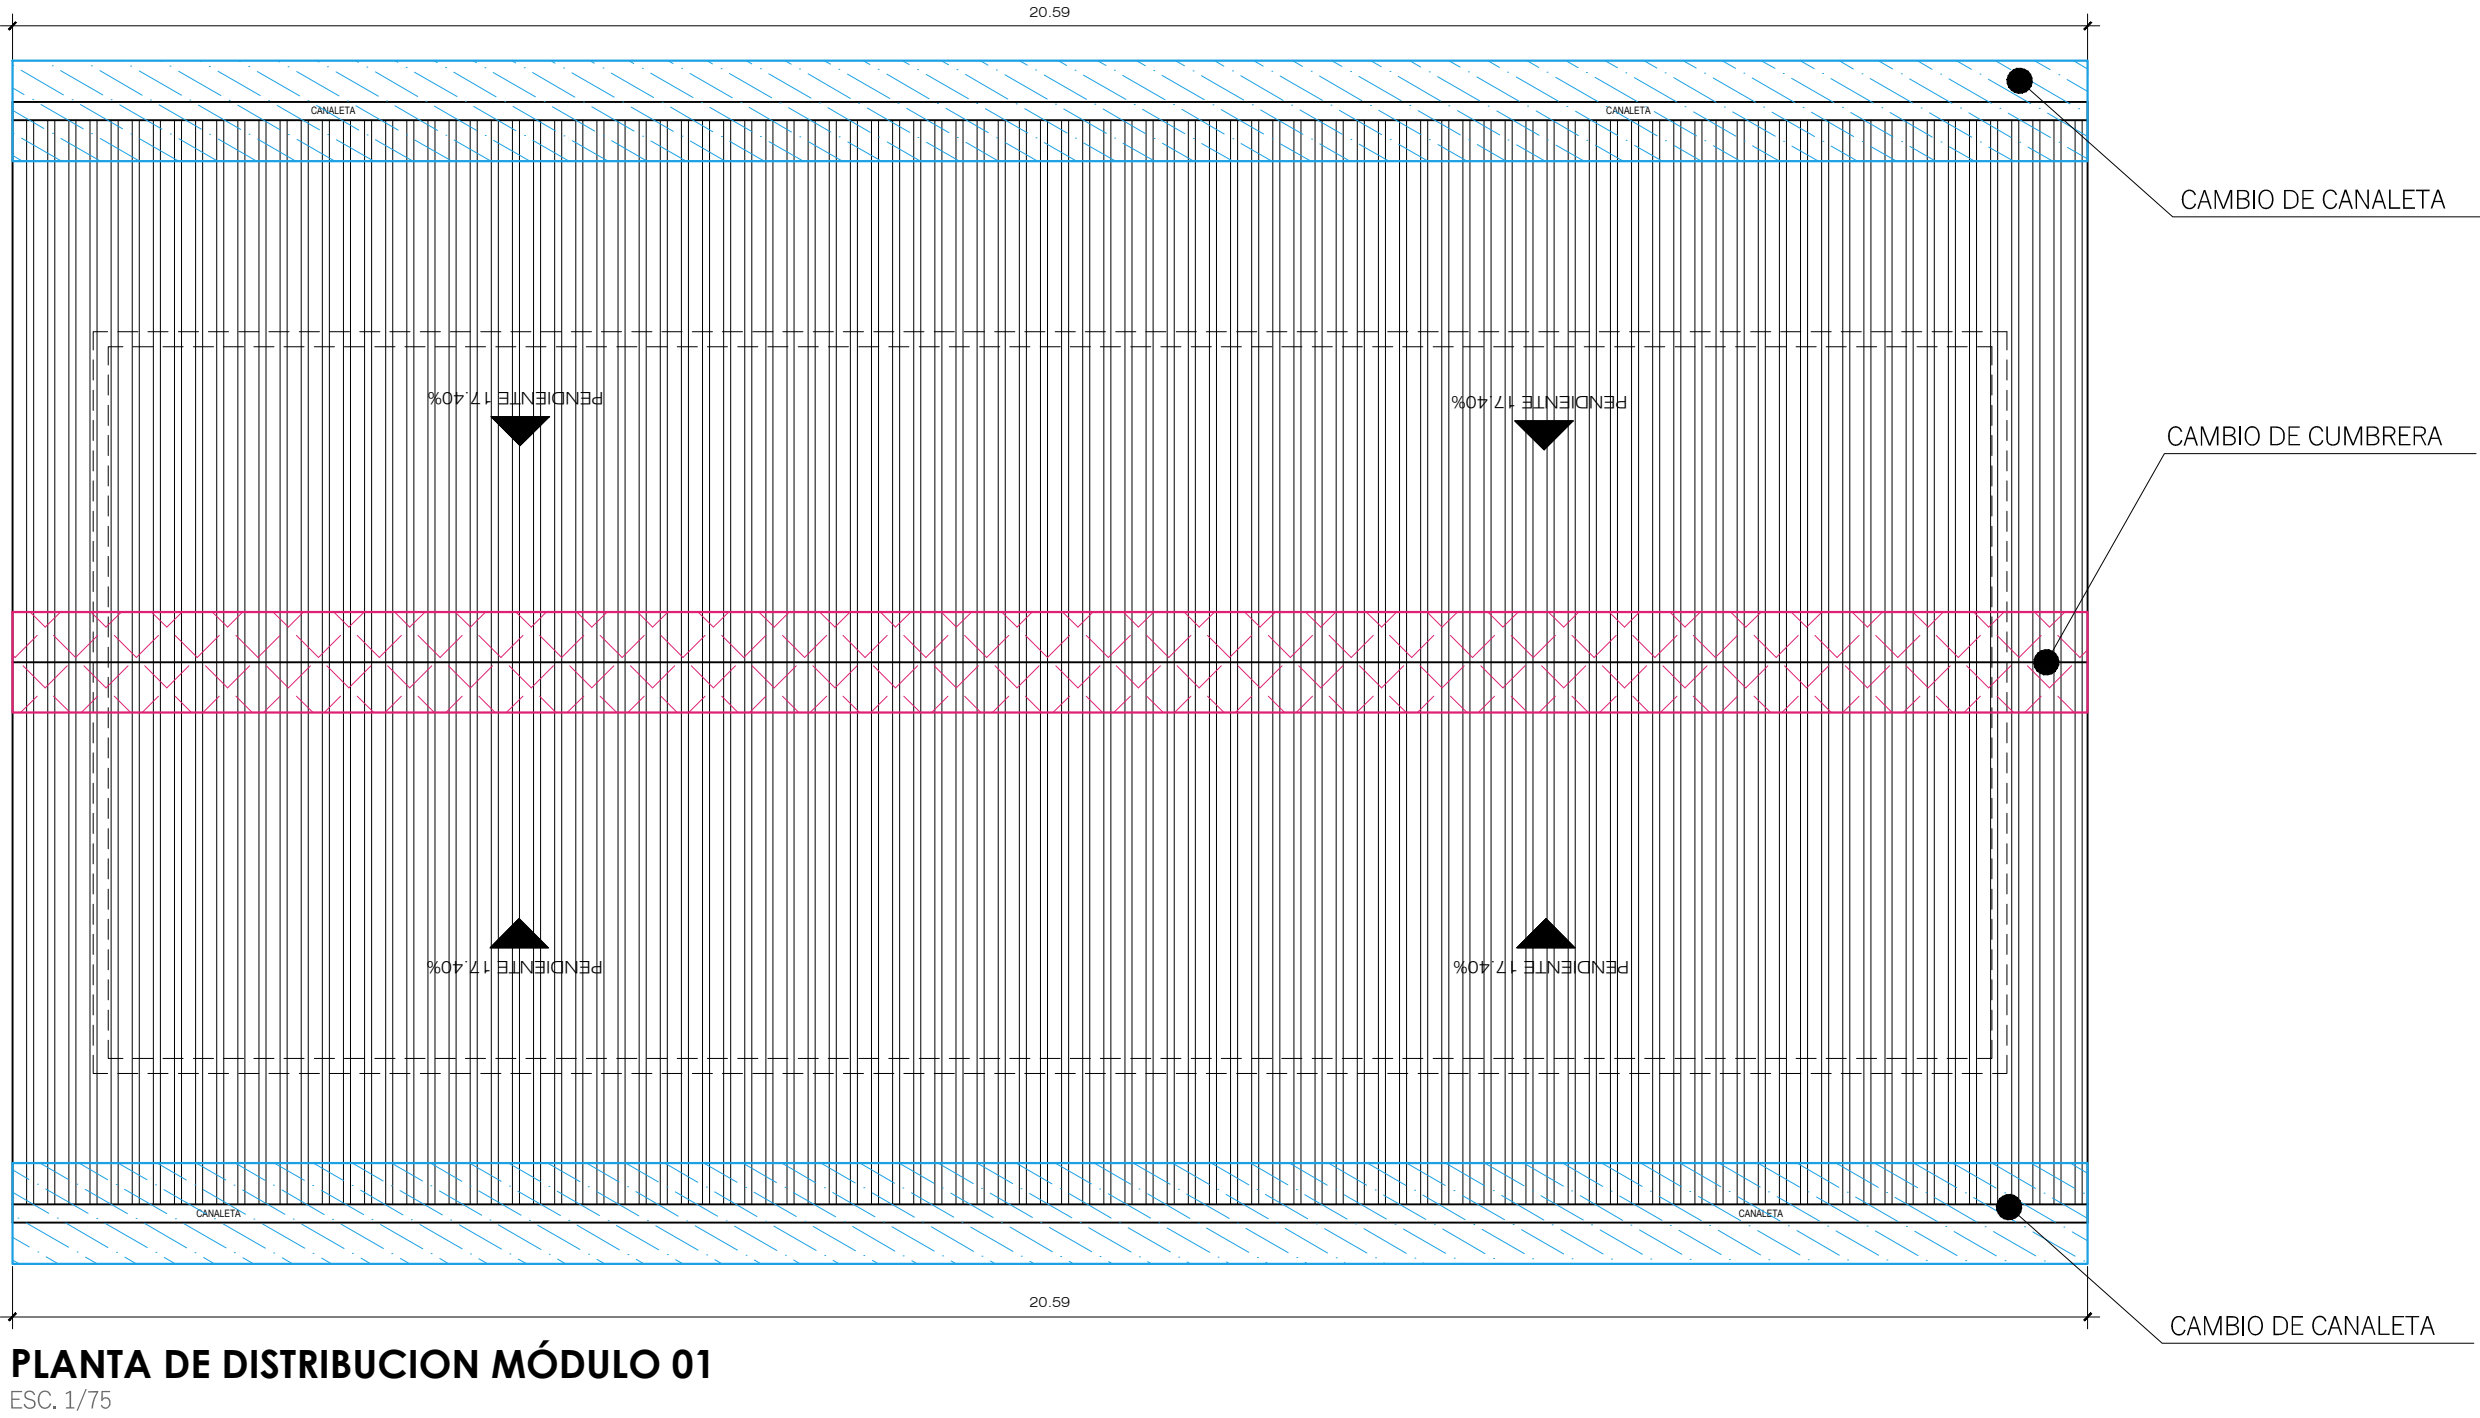 20.59
CANALETA
CANALETA
CAMBIO DE CANALETA
PENDIENTE 17.40%
PENDIENTE 17.40%
CAMBIO DE CUMBRERA
PENDIENTE 17.40%
PENDIENTE 17.40%
CANALETA
CANALETA
20.59
CAMBIO DE CANALETA
PLANTA DE DISTRIBUCION MÓDULO 01
ESC. 1/75